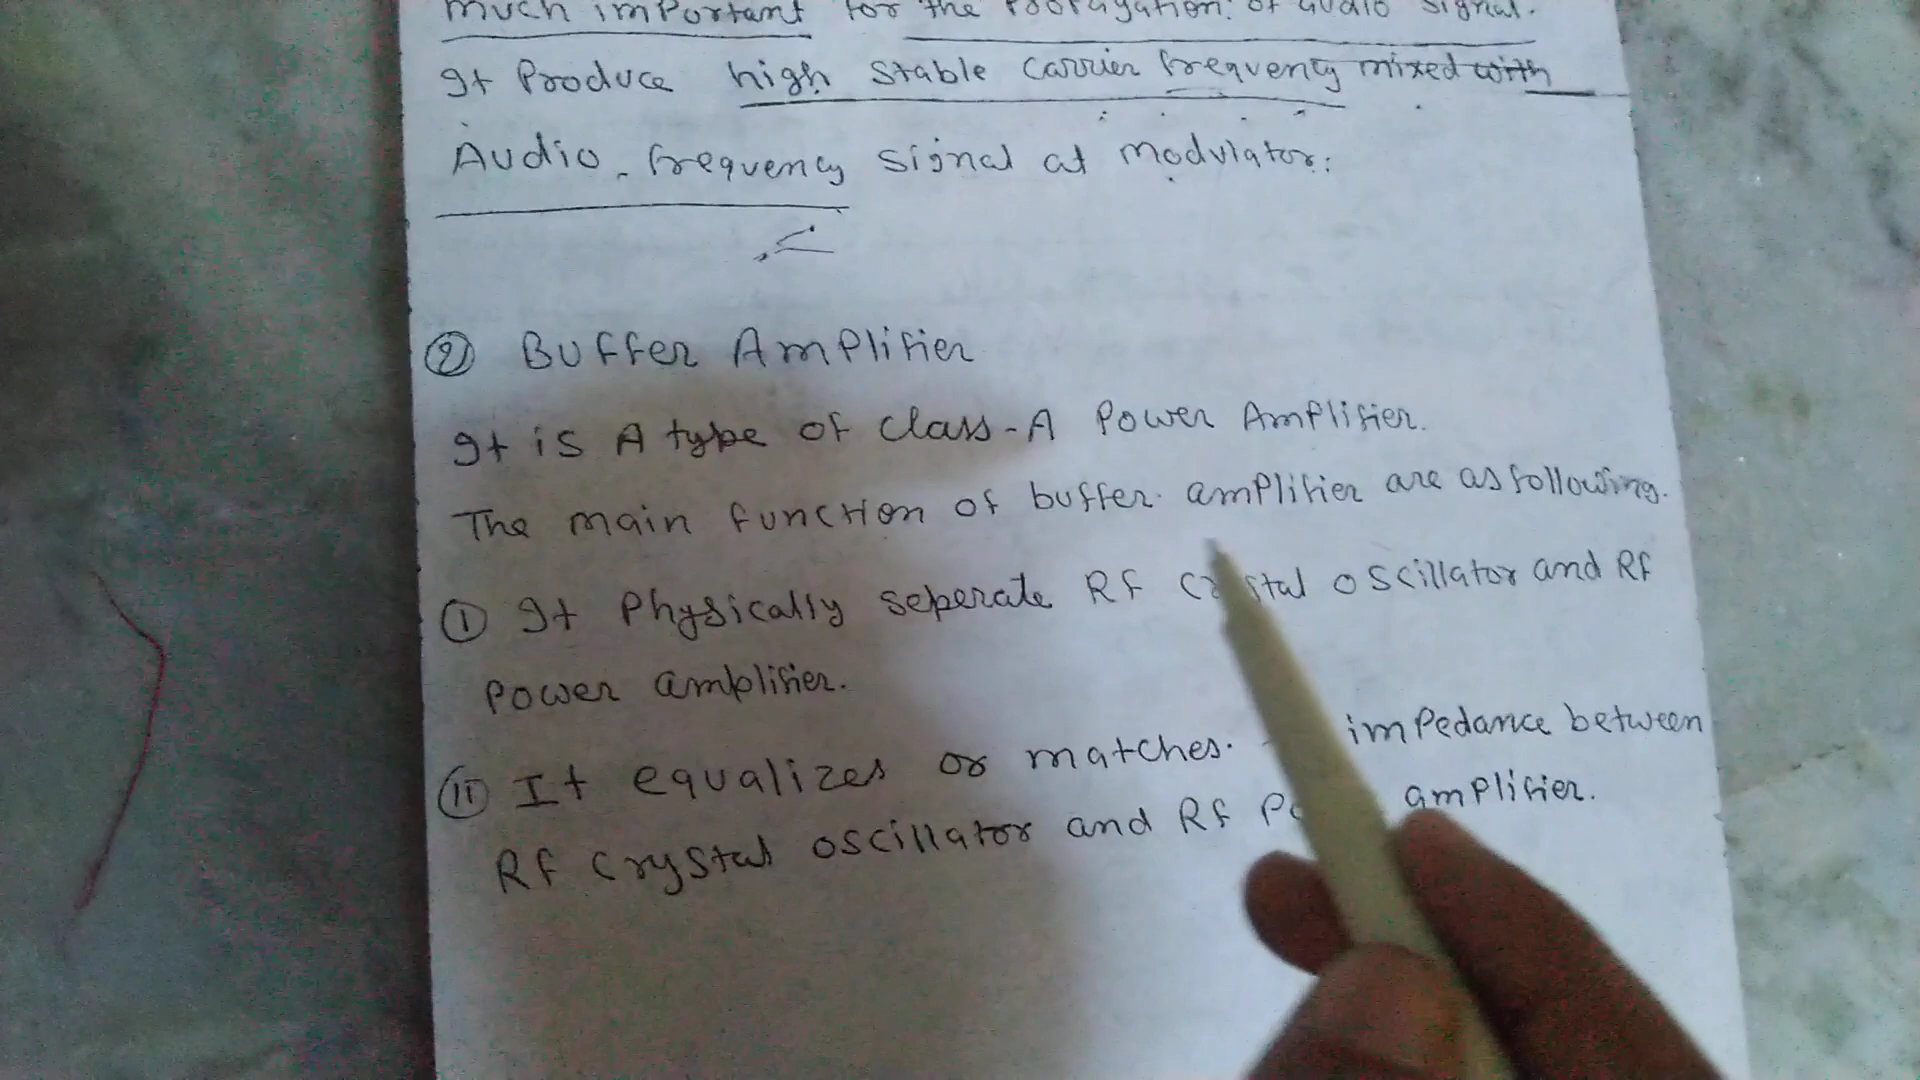 much important for the Propagation. of audio signal.
It Produce high stable carrier frequency mixed with
Audio - frequency signal at modulator:
② Buffer Amplifier
It is A type of class-A Power Amplifier.
The main function of buffer amplifier are as following.
① It Physically seperate RF stal oscillator and RF
Power amplifier.
⑪ It equalizes or matches. impedance between
RF Crystal oscillator and RF amplifier.